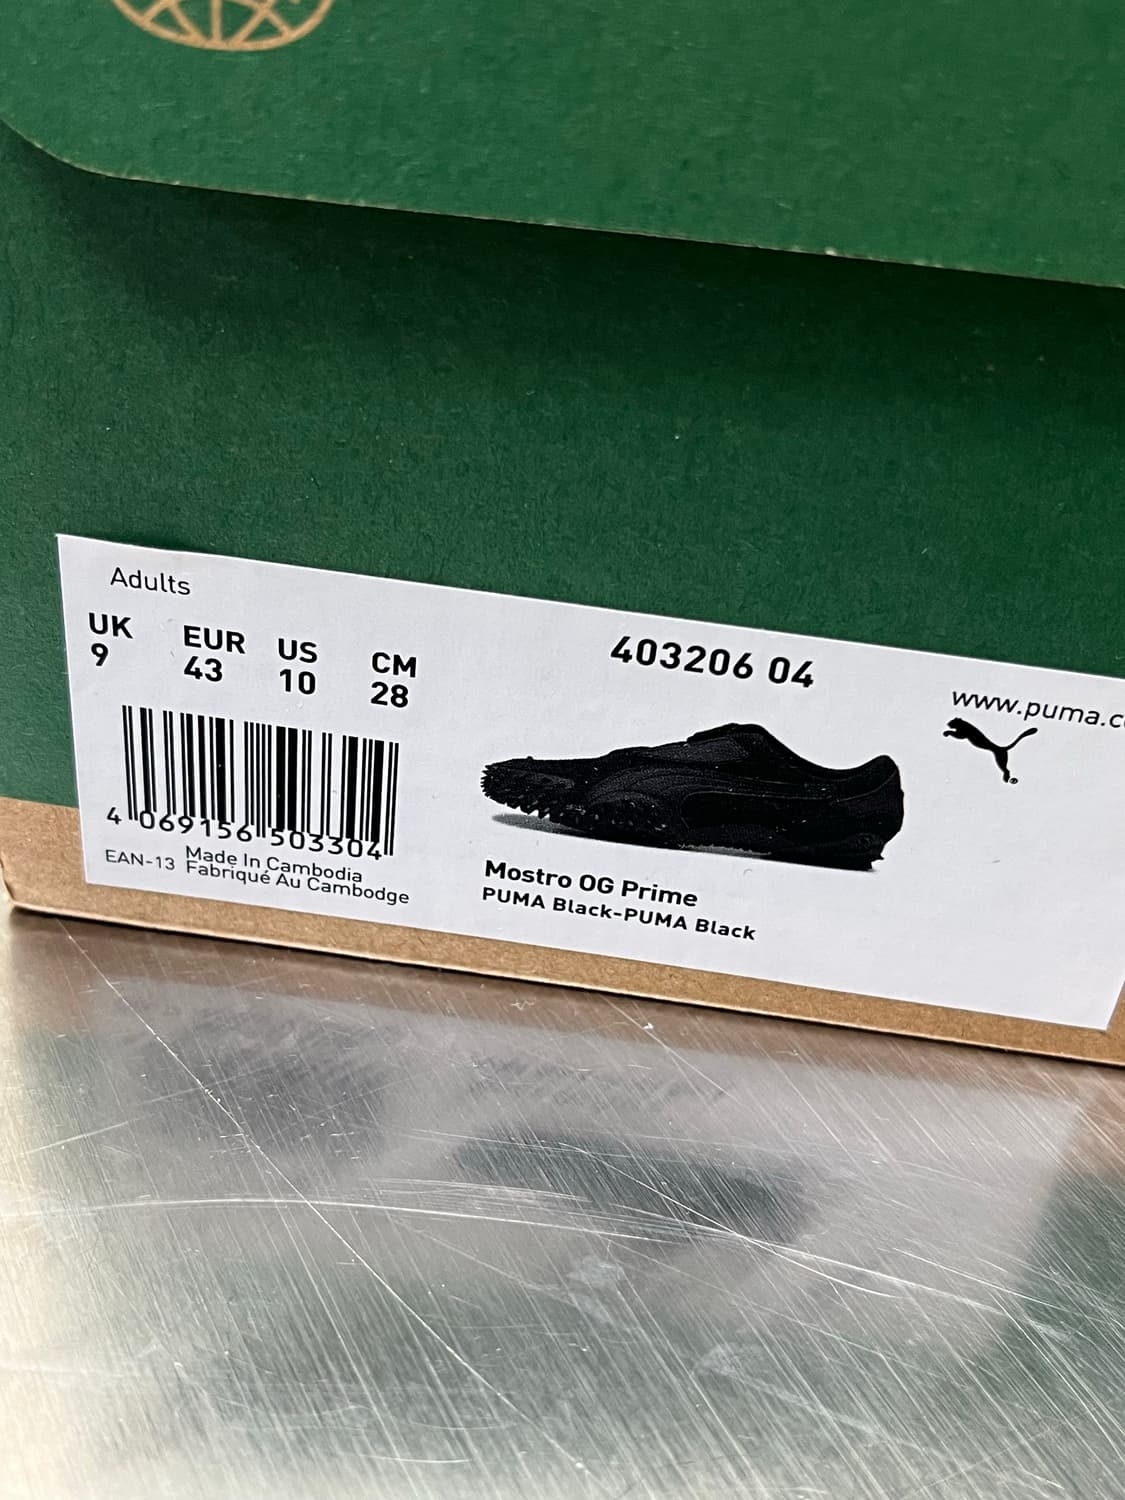 Adults
UK EUR US CM
9 43 10 28
403206 04
www.puma.c
4 069156 503304
EAN-13
Made In Cambodia
Fabriqué Au Cambodge
Mostro OG Prime
PUMA Black-PUMA Black